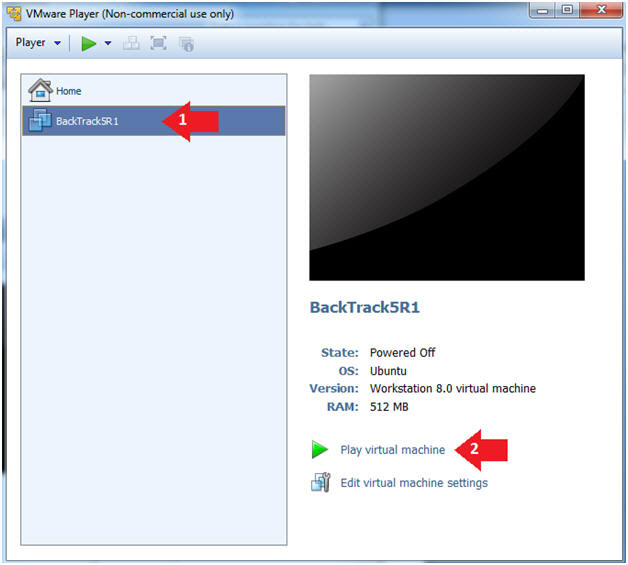 VMware Player (Non-commercial use only)
Player
Home
BackTrack5R1
1
BackTrack5R1
State: Powered Off
OS: Ubuntu
Version: Workstation 8.0 virtual machine
RAM: 512 MB
Play virtual machine
2
Edit virtual machine settings